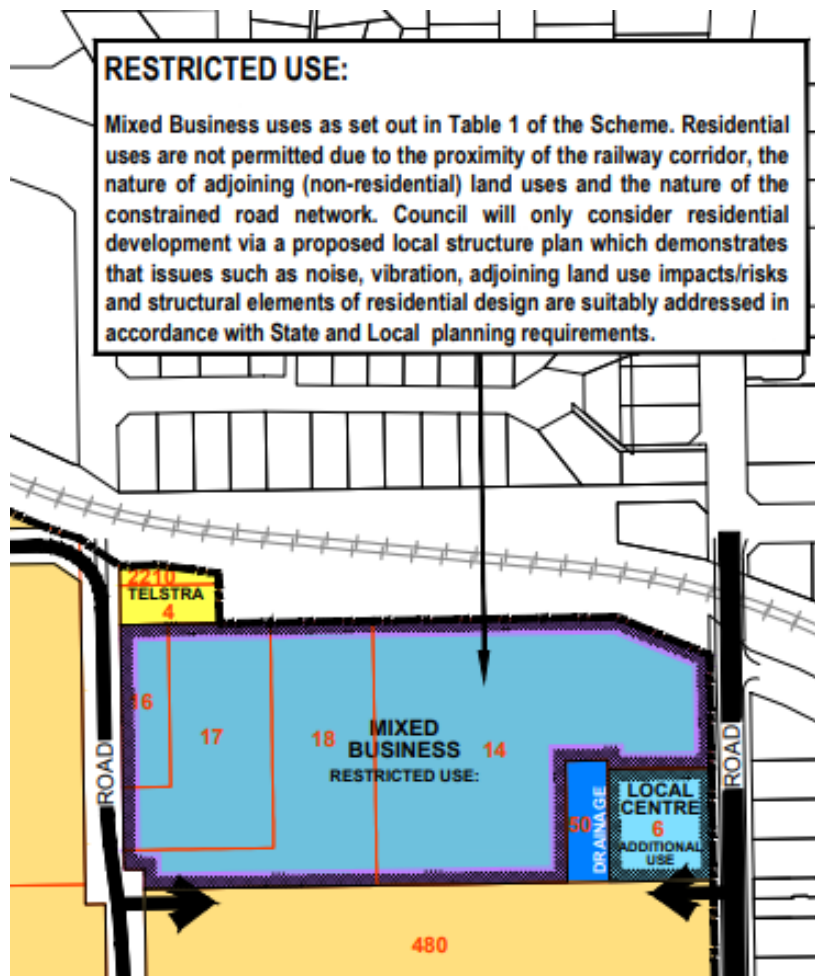 RESTRICTED USE:
Mixed Business uses as set out in Table 1 of the Scheme. Residential
uses are not permitted due to the proximity of the railway corridor, the
nature of adjoining (non-residential) land uses and the nature of the
constrained road network. Council will only consider residential
development via a proposed local structure plan which demonstrates
that issues such as noise, vibration, adjoining land use impacts/risks
and structural elements of residential design are suitably addressed in
accordance with State and Local planning requirements.
2210
TELSTRA
4
16
17
18
MIXED
BUSINESS
14
RESTRICTED USE:
ROAD
ROAD
50
DRAINAGE
LOCAL
CENTRE
6
ADDITIONAL
USE
480